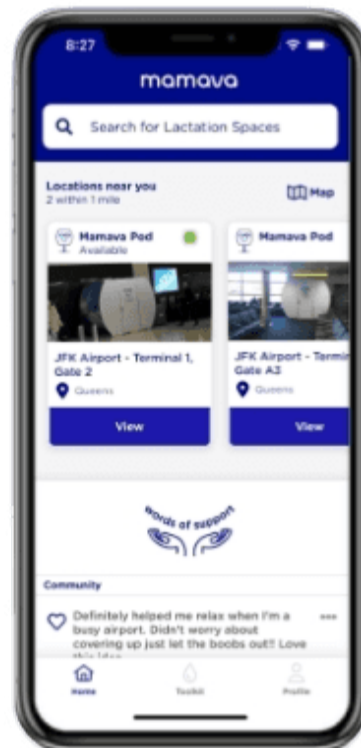 8:27
mamava
Search for Lactation Spaces
Locations near you
2 within 1 mile
Map
Mamava Pod
Available
JFK Airport - Terminal 1,
Gate 2
Queens
View
Mamava Pod
JFK Airport - Termin
Gate A3
Queens
View
words of support
Community
Definitely helped me relax when I'm a
busy airport. Didn't worry about
covering up just let the boobs out!! Love
this idea
Home
Toolkit
Profile